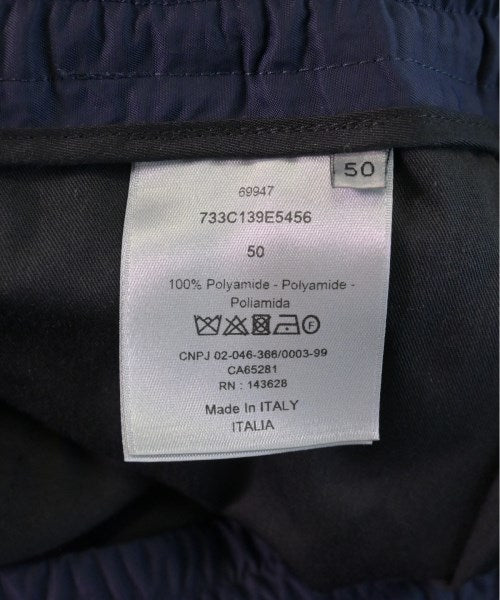 50
69947
733C139E5456
50
100% Polyamide - Polyamide -
Poliamida
CNPJ 02-046-366/0003-99
CA65281
RN : 143628
Made In ITALY
ITALIA